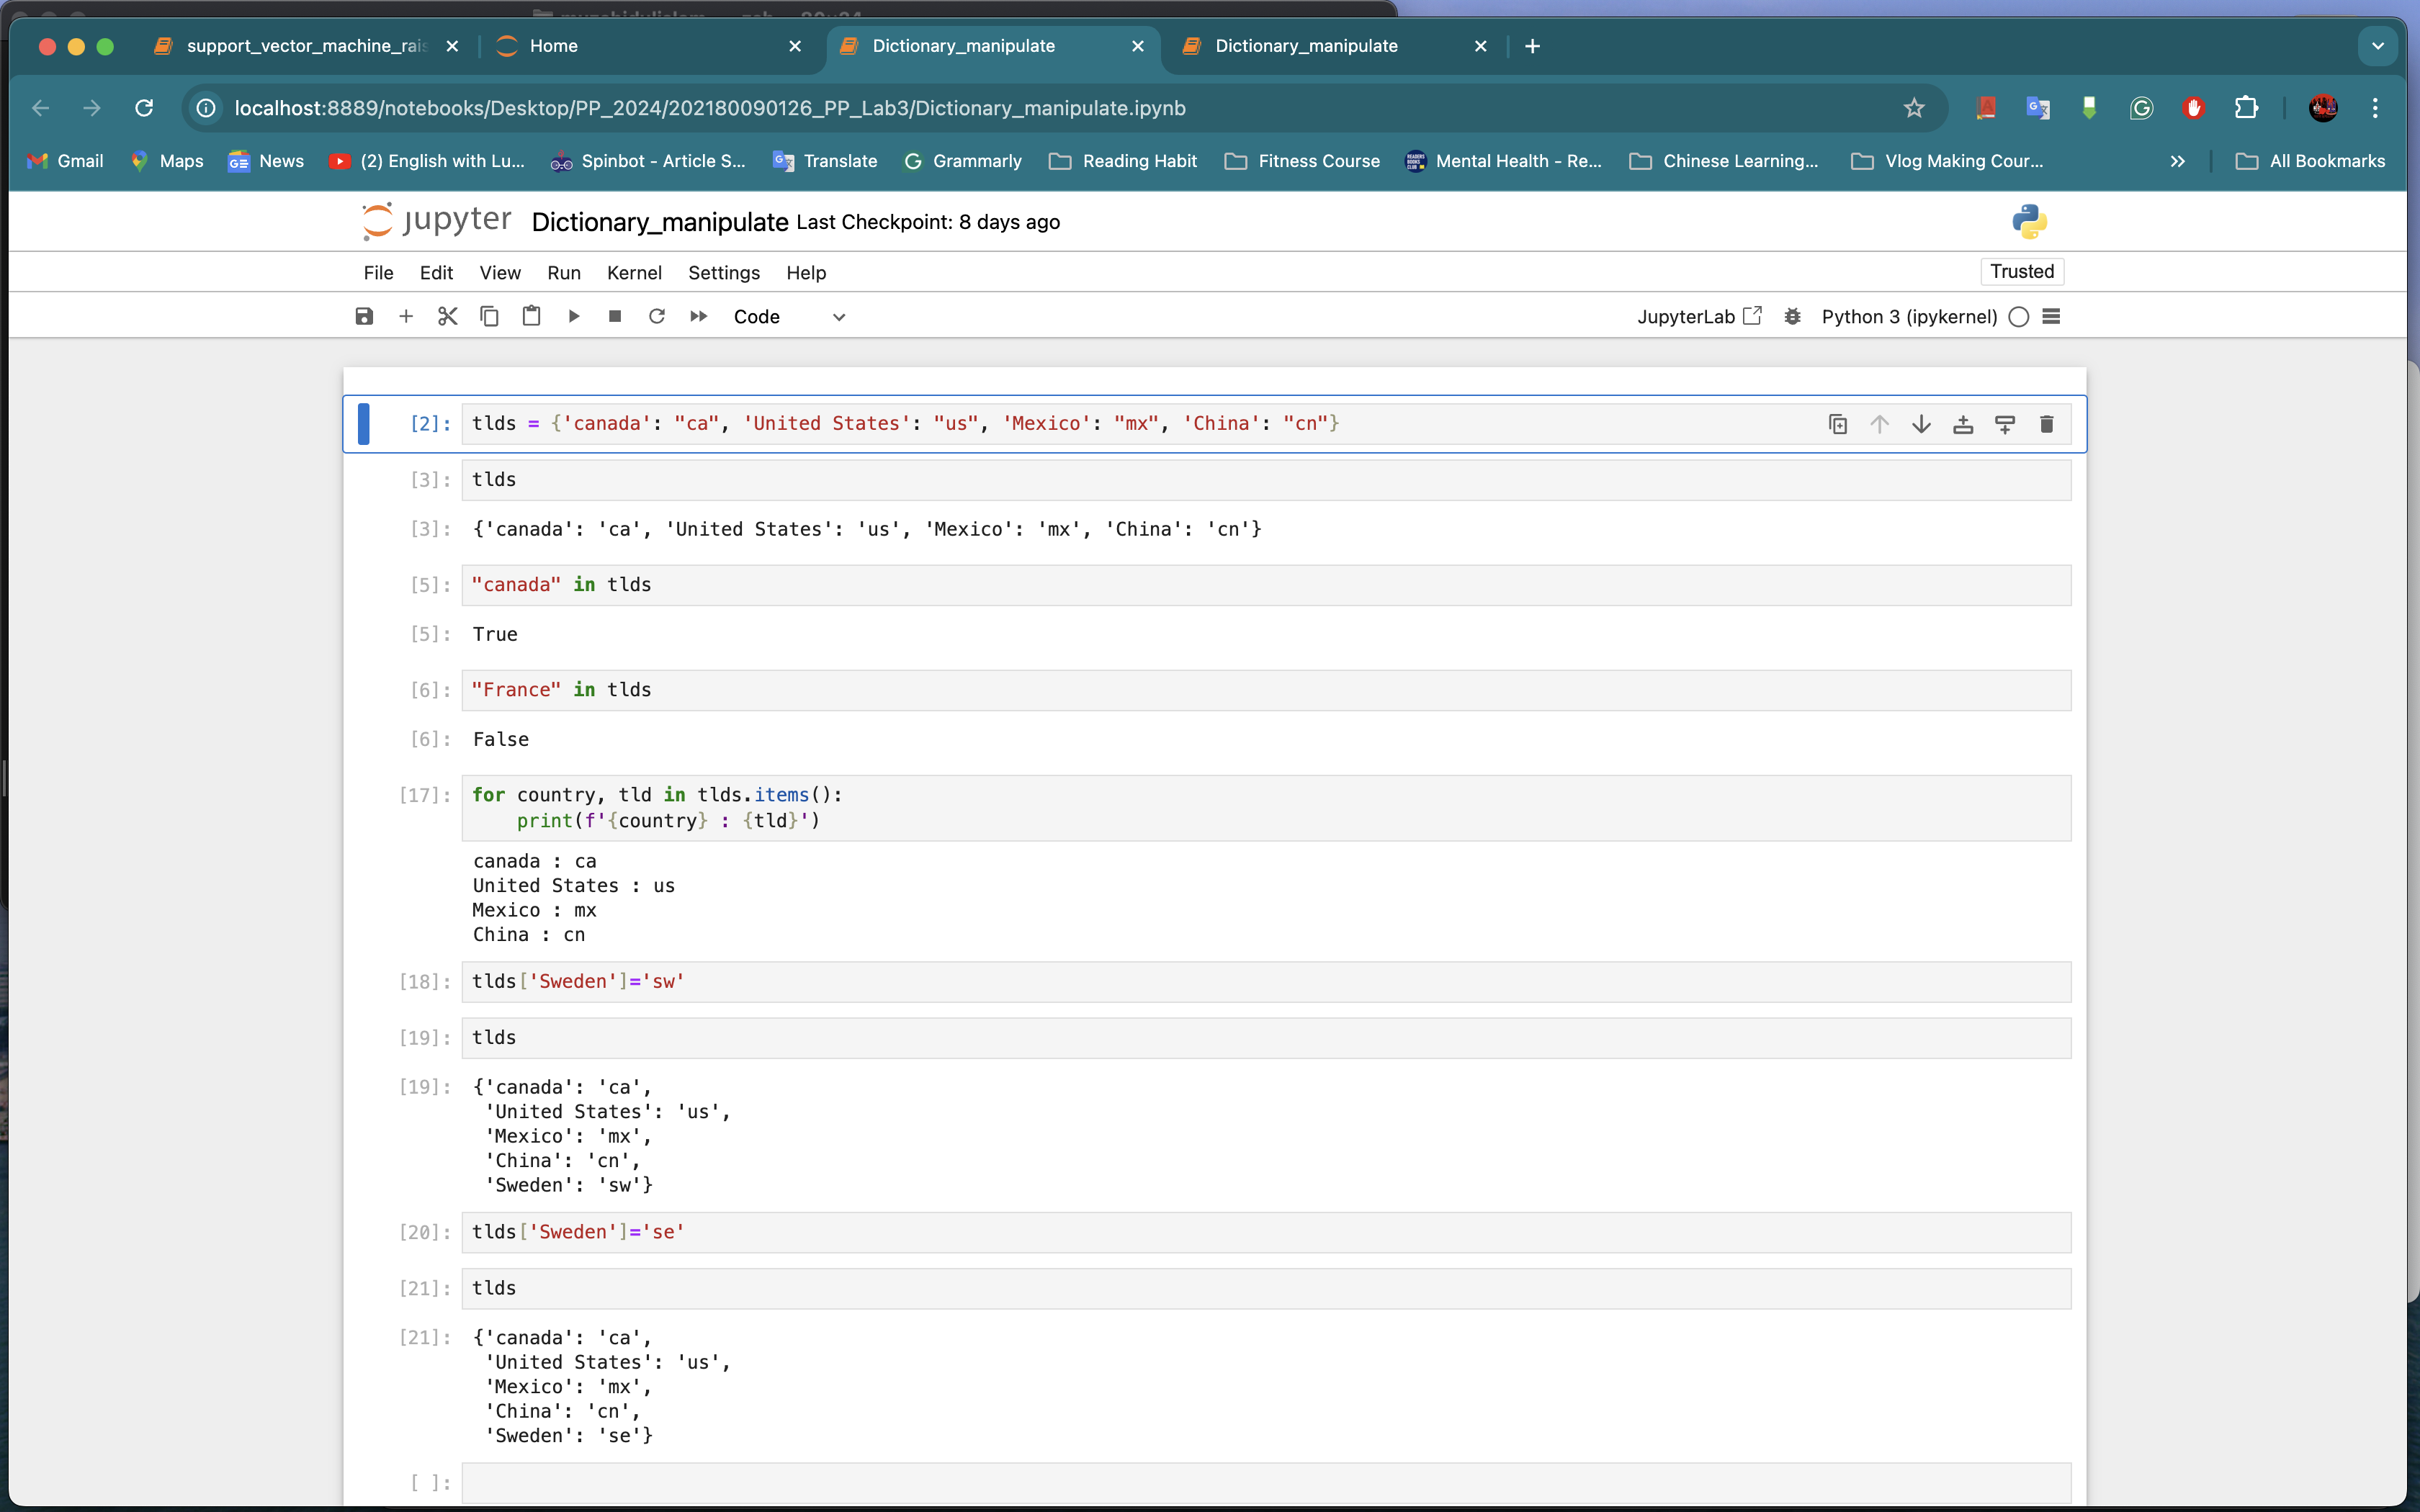 support_vector_machine_rais
Home
Dictionary_manipulate
Dictionary_manipulate
localhost:8889/notebooks/Desktop/PP_2024/202180090126_PP_Lab3/Dictionary_manipulate.ipynb
Gmail
Maps
News
(2) English with Lu...
Spinbot - Article S...
Translate
Grammarly
Reading Habit
Fitness Course
Mental Health - Re...
Chinese Learning...
Vlog Making Cour...
All Bookmarks
jupyter Dictionary_manipulate Last Checkpoint: 8 days ago
File Edit View Run Kernel Settings Help
Trusted
Code
JupyterLab
Python 3 (ipykernel)
[2]: tlds = {'canada': "ca", 'United States': "us", 'Mexico': "mx", 'China': "cn"}
[3]: tlds
[3]: {'canada': 'ca', 'United States': 'us', 'Mexico': 'mx', 'China': 'cn'}
[5]: "canada" in tlds
[5]: True
[6]: "France" in tlds
[6]: False
[17]: for country, tld in tlds.items():
    print(f'{country} : {tld}')
canada : ca
United States : us
Mexico : mx
China : cn
[18]: tlds['Sweden']='sw'
[19]: tlds
[19]: {'canada': 'ca',
'United States': 'us',
'Mexico': 'mx',
'China': 'cn',
'Sweden': 'sw'}
[20]: tlds['Sweden']='se'
[21]: tlds
[21]: {'canada': 'ca',
'United States': 'us',
'Mexico': 'mx',
'China': 'cn',
'Sweden': 'se'}
[ ]: